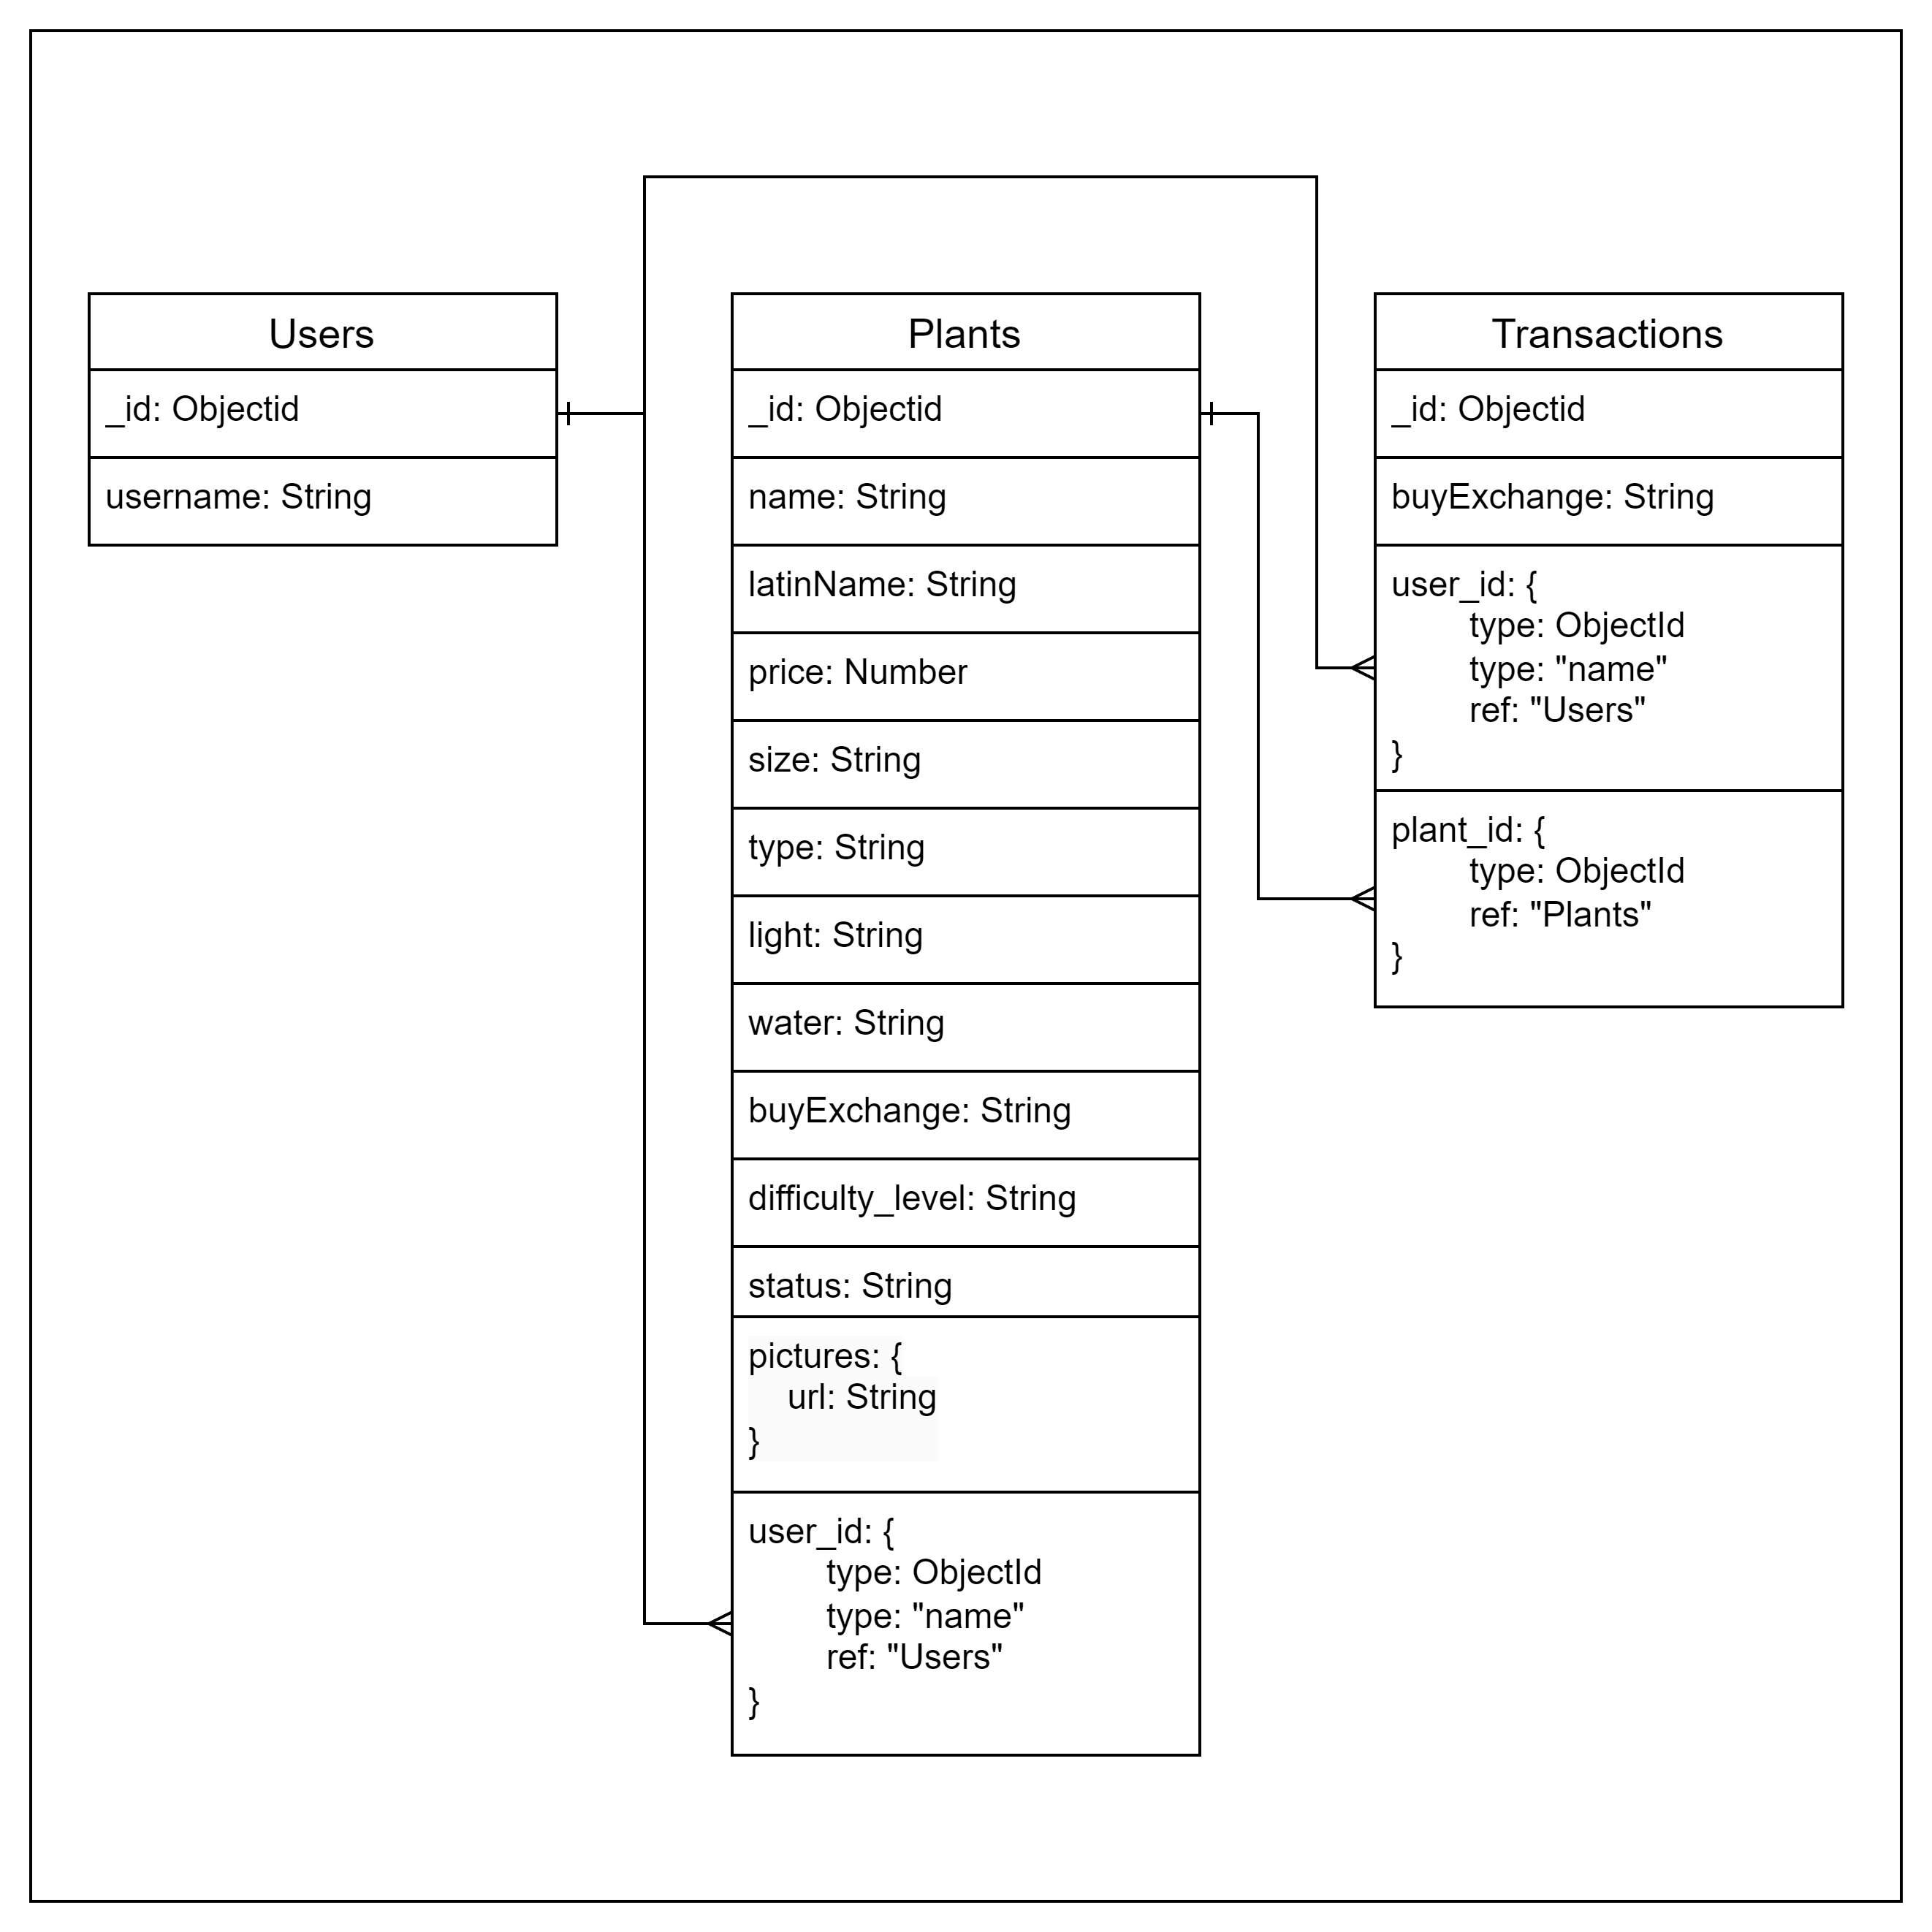 Users
_id: Objectid
username: String
Plants
_id: Objectid
name: String
latinName: String
price: Number
size: String
type: String
light: String
water: String
buyExchange: String
difficulty_level: String
status: String
pictures: {
url: String
}
user_id: {
type: ObjectId
type: "name"
ref: "Users"
}
Transactions
_id: Objectid
buyExchange: String
user_id: {
type: ObjectId
type: "name"
ref: "Users"
}
plant_id: {
type: ObjectId
ref: "Plants"
}